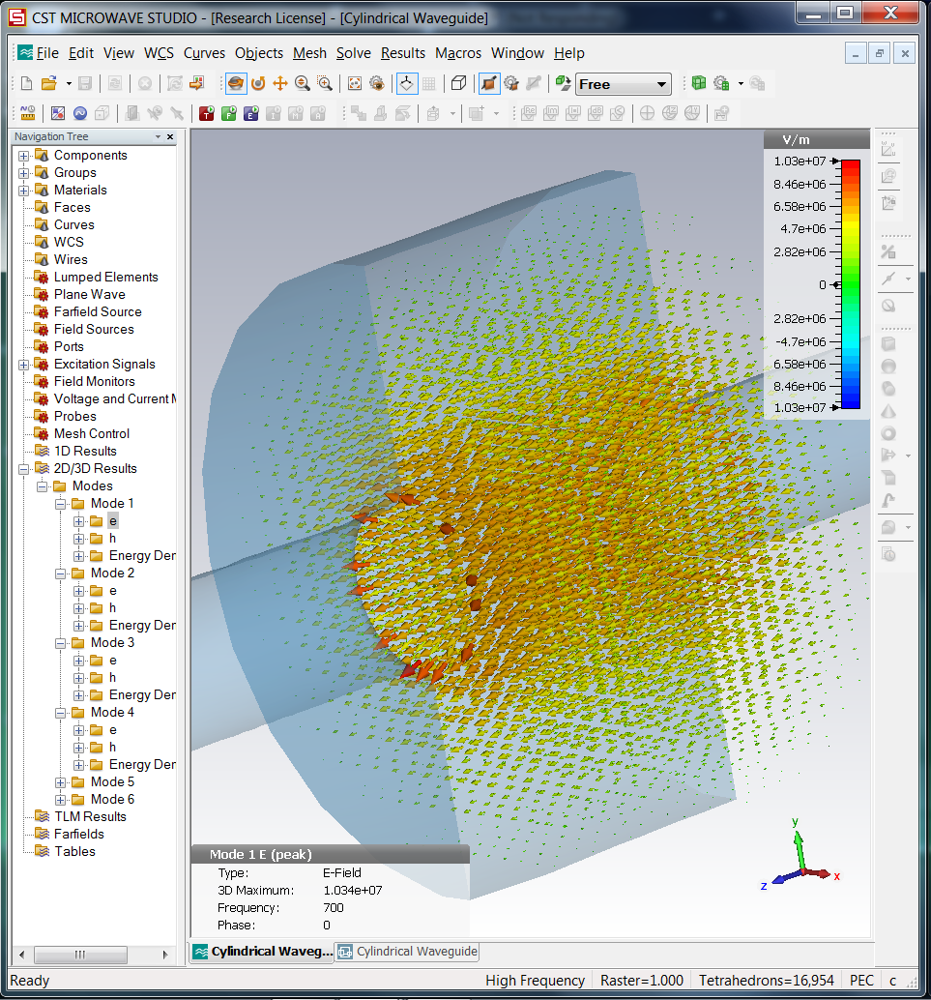 CST MICROWAVE STUDIO - [Research License] - [Cylindrical Waveguide]
File Edit View WCS Curves Objects Mesh Solve Results Macros Window Help
Free
Navigation Tree
Components
Groups
Materials
Faces
Curves
WCS
Wires
Lumped Elements
Plane Wave
Farfield Source
Field Sources
Ports
Excitation Signals
Field Monitors
Voltage and Current M
Probes
Mesh Control
1D Results
2D/3D Results
Modes
Mode 1
e
h
Energy Der
Mode 2
e
h
Energy Der
Mode 3
e
h
Energy Der
Mode 4
e
h
Energy Der
Mode 5
Mode 6
TLM Results
Farfields
Tables
V/m
1.03e+07
8.46e+06
6.58e+06
4.7e+06
2.82e+06
0
2.82e+06
-4.7e+06
6.58e+06
8.46e+06
1.03e+07
y
x
z
Mode 1 E (peak)
Type: E-Field
3D Maximum: 1.034e+07
Frequency: 700
Phase: 0
Cylindrical Waveg... Cylindrical Waveguide
Ready High Frequency Raster=1.000 Tetrahedrons=16,954 PEC c